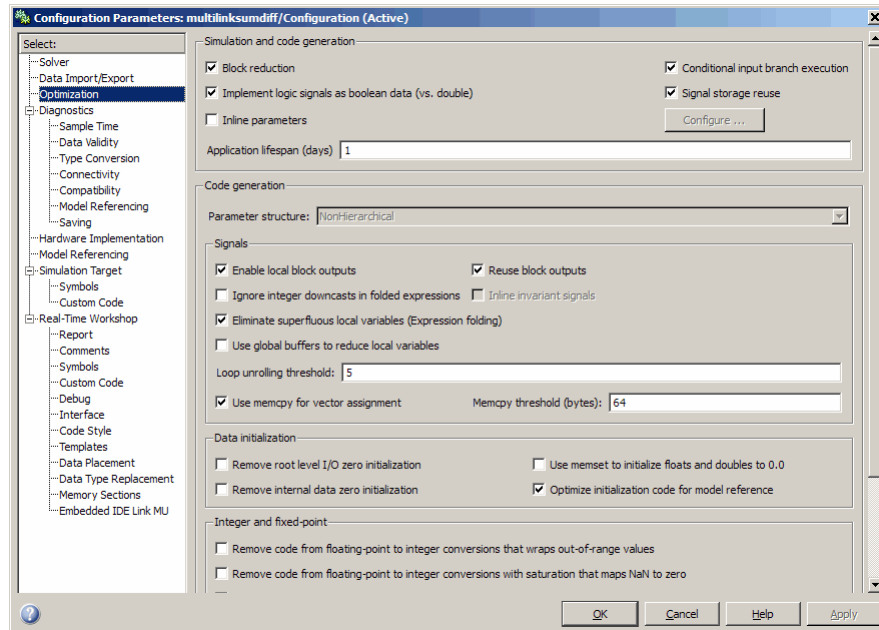 Configuration Parameters: multilinksumdiff/Configuration (Active)
Select:
Solver
Data Import/Export
Optimization
Diagnostics
Sample Time
Data Validity
Type Conversion
Connectivity
Compatibility
Model Referencing
Saving
Hardware Implementation
Model Referencing
Simulation Target
Symbols
Custom Code
Real-Time Workshop
Report
Comments
Symbols
Custom Code
Debug
Interface
Code Style
Templates
Data Placement
Data Type Replacement
Memory Sections
Embedded IDE Link MU
Simulation and code generation
Block reduction
Conditional input branch execution
Implement logic signals as boolean data (vs. double)
Signal storage reuse
Inline parameters
Configure ...
Application lifespan (days) 1
Code generation
Parameter structure: NonHierarchical
Signals
Enable local block outputs
Reuse block outputs
Ignore integer downcasts in folded expressions
Inline invariant signals
Eliminate superfluous local variables (Expression folding)
Use global buffers to reduce local variables
Loop unrolling threshold: 5
Use memcpy for vector assignment
Memcpy threshold (bytes): 64
Data initialization
Remove root level I/O zero initialization
Use memset to initialize floats and doubles to 0.0
Remove internal data zero initialization
Optimize initialization code for model reference
Integer and fixed-point
Remove code from floating-point to integer conversions that wraps out-of-range values
Remove code from floating-point to integer conversions with saturation that maps NaN to zero
OK
Cancel
Help
Apply